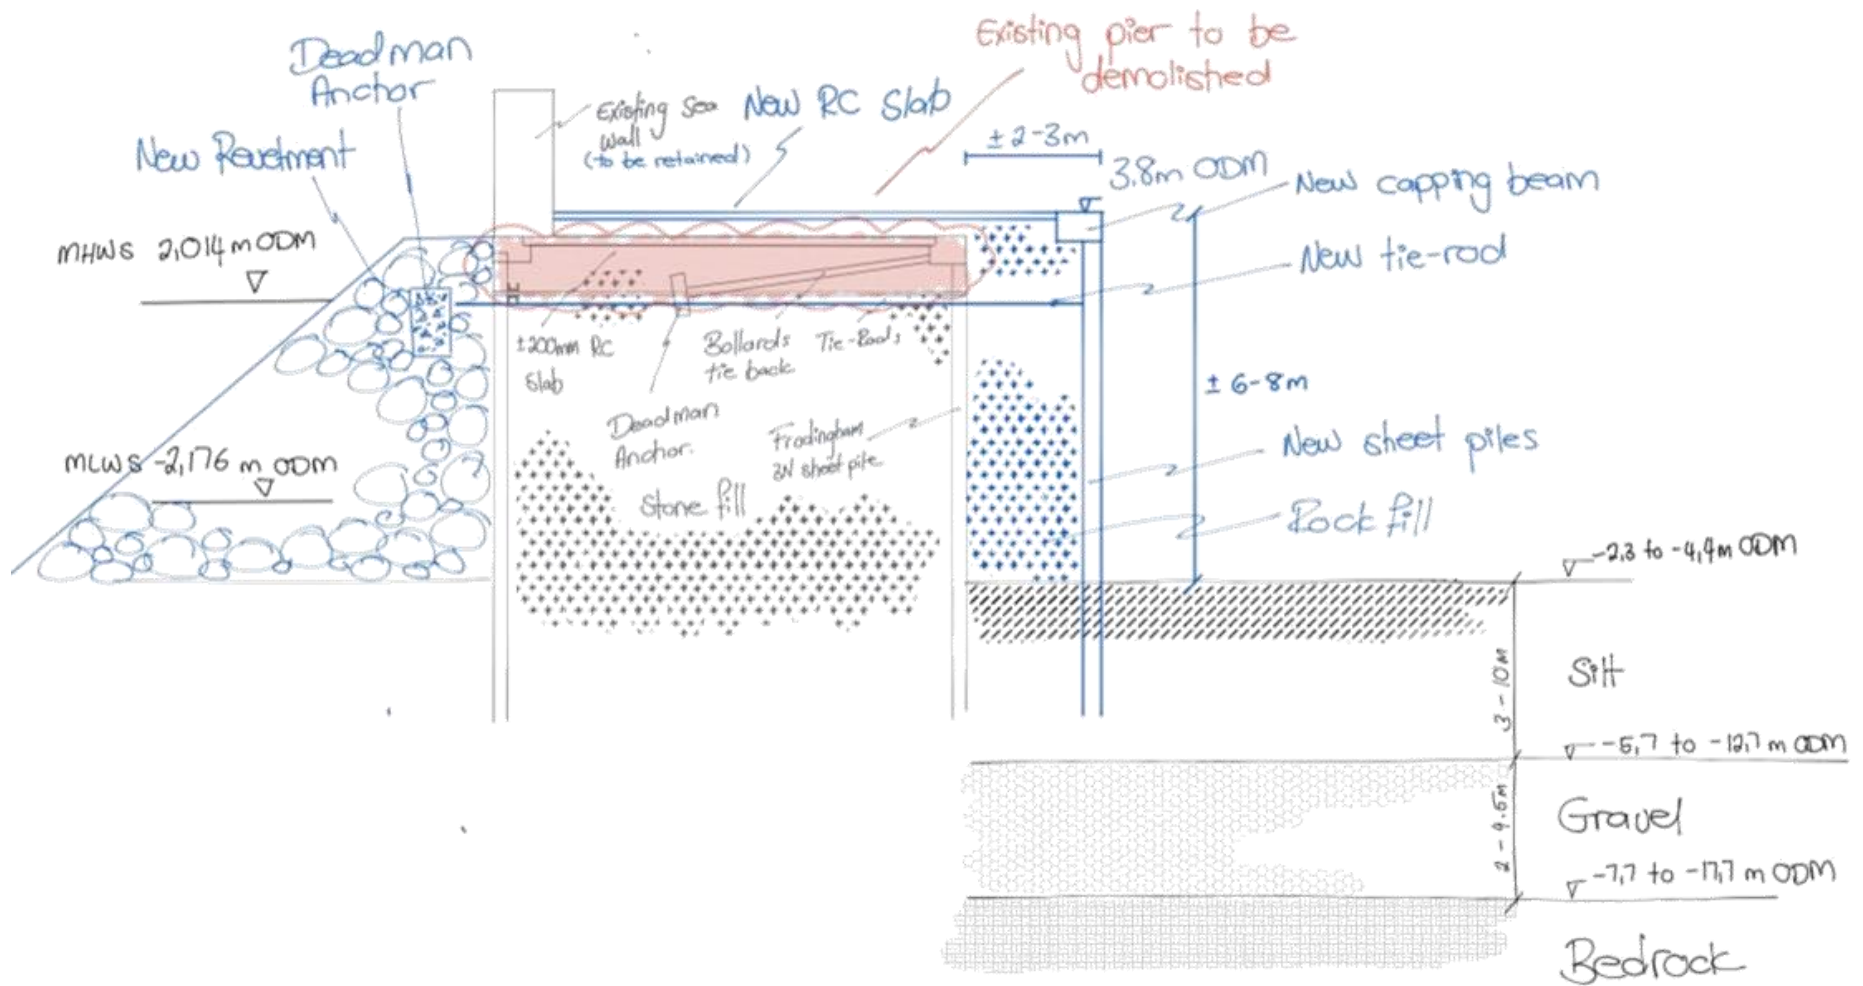 Existing pier to be
demolished
Deadman
Anchor
Existing Sea
Wall
(to be retained)
New RC Slab
± 2-3m
New Revetment
3.8m ODM
New capping beam
MHWS 2,014 m ODM
New tie-rod
±200mm RC
Slab
Bollards
tie back
Tie-Rods
± 6-8m
Deadman
Anchor.
Frodingham
3N sheet pile
New sheet piles
MLWS -2,176 m ODM
Stone fill
Rock fill
-2,3 to -4,4m ODM
3 - 10m
Silt
-5,7 to -12,7 m ODM
2 - 4.5m
Gravel
-7,7 to -17,7 m ODM
Bedrock